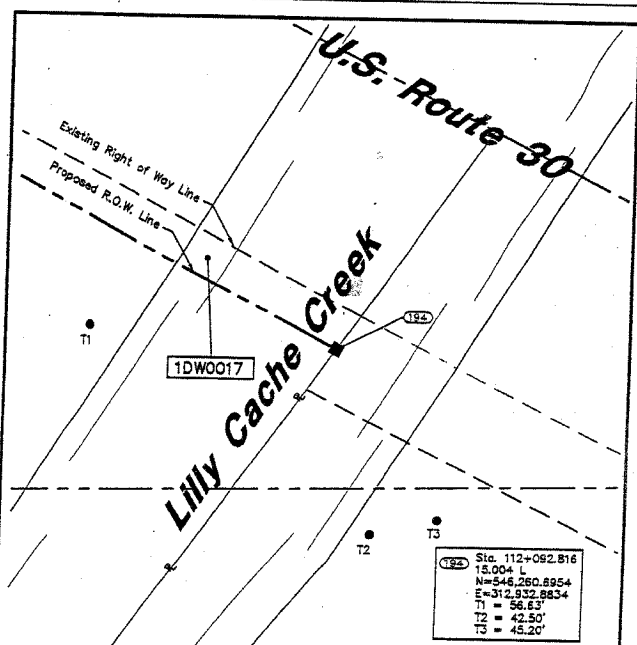 U.S. Route 30
Existing Right of Way Line
Proposed R.O.W. Line
Lilly Cache Creek
194
T1
1DW0017
T2
T3
194 Sta. 112+092.816
15.004 L
N=546,260.6954
E=312,932.8834
T1 = 56.63'
T2 = 42.50'
T3 = 45.20'